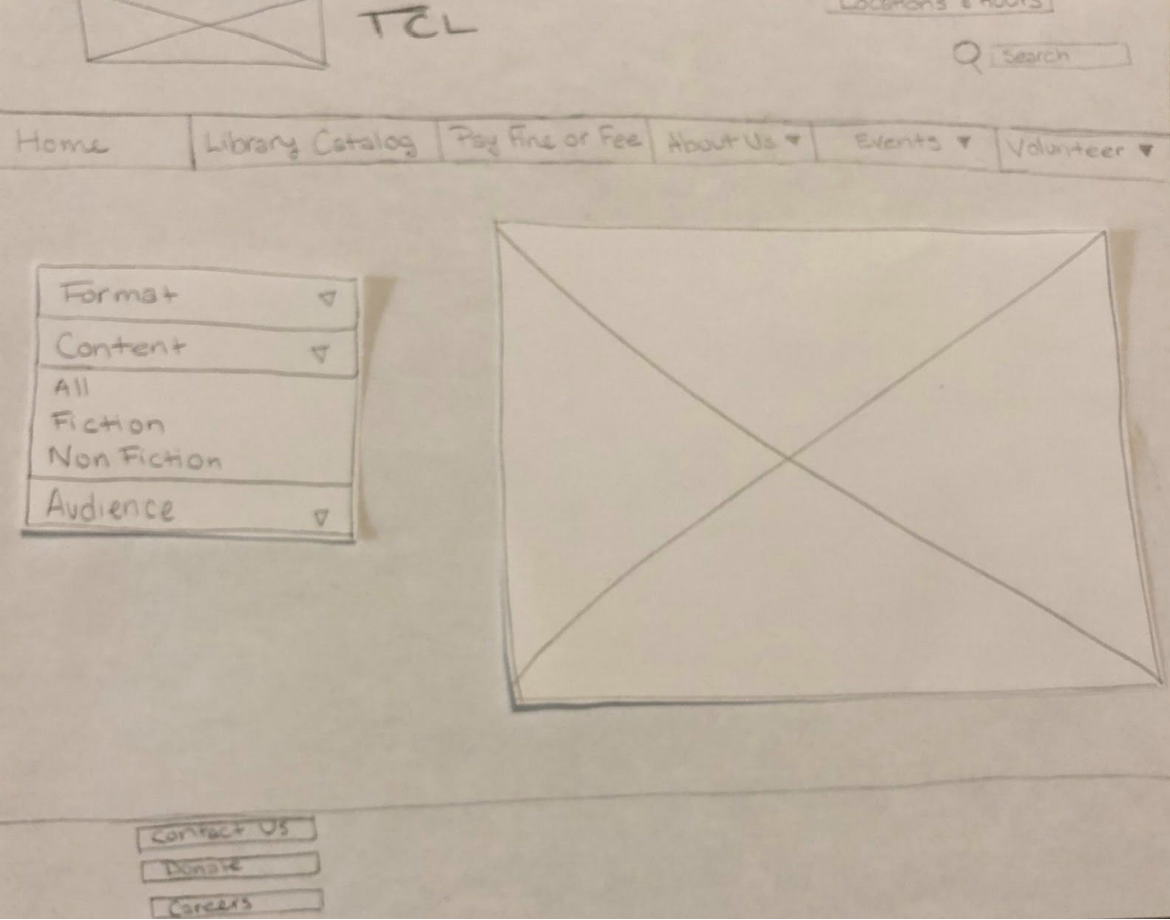 TCL
Locations & Hours
Search
Home
Library Catalog
Pay Fine or Fee
About Us
Events
Volunteer
Format
Content
All
Fiction
Non Fiction
Audience
Contact Us
Donate
Careers